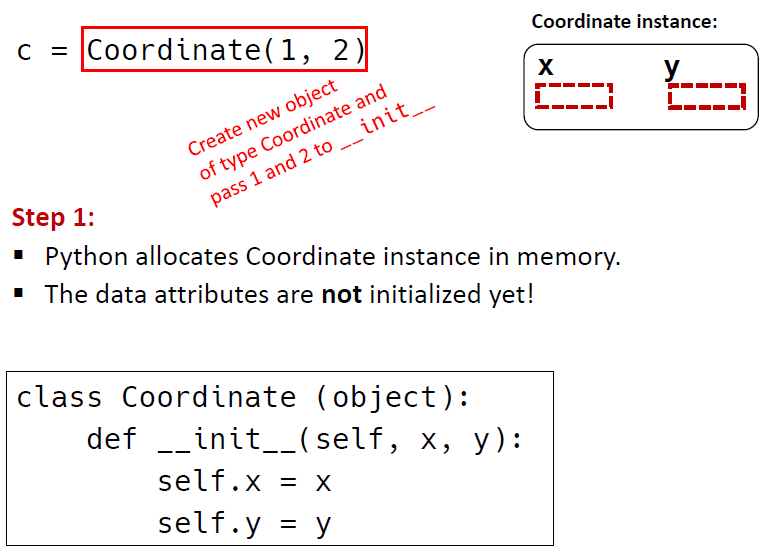 c = Coordinate(1, 2)
Create new object
of type Coordinate and
pass 1 and 2 to __init__
Coordinate instance:
x y
Step 1:
▪ Python allocates Coordinate instance in memory.
▪ The data attributes are not initialized yet!
class Coordinate (object):
    def __init__(self, x, y):
        self.x = x
        self.y = y